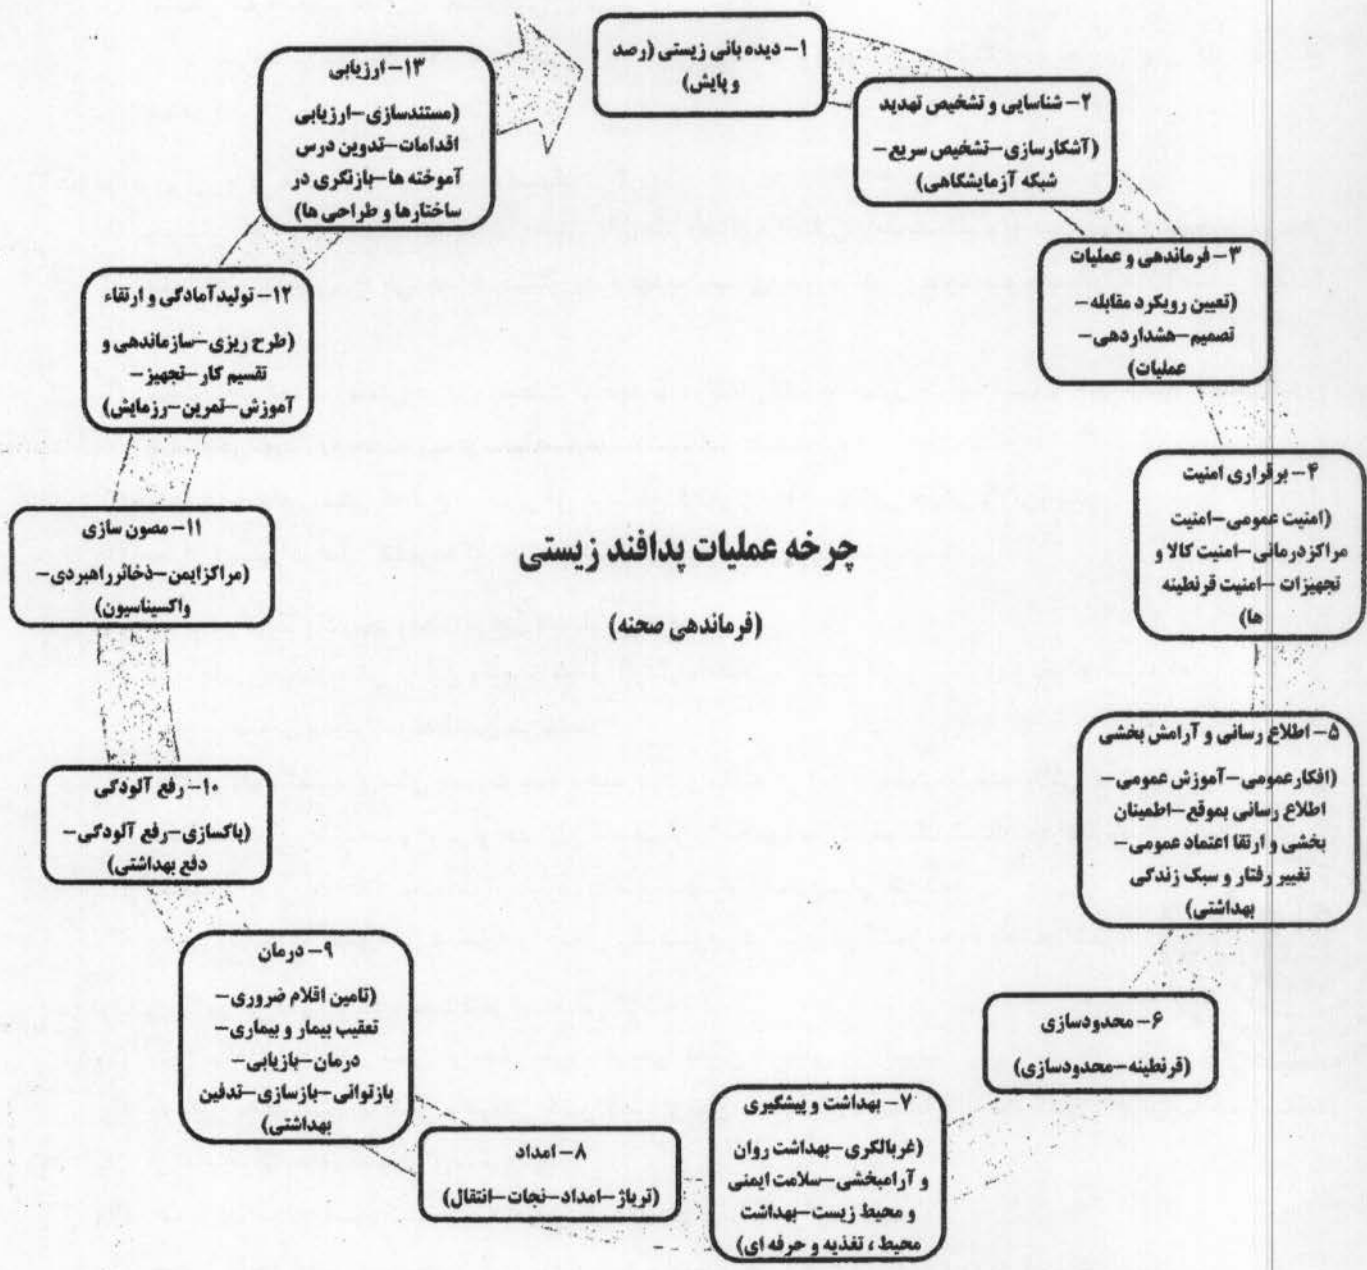 چرخه عملیات پدافند زیستی
(فرماندهی صحنه)
۱- دیده بانی زیستی (رصد
و پایش)
۲- شناسایی و تشخیص تهدید
(آشکارسازی-تشخیص سریع-
شبکه آزمایشگاهی)
۳- فرماندهی و عملیات
(تعیین رویکرد مقابله-
تصمیم-هشداردهی-
عملیات)
۴- برقراری امنیت
(امنیت عمومی-امنیت
مراکزدرمانی-امنیت کالا و
تجهیزات -امنیت قرنطینه
ها)
۵- اطلاع رسانی و آرامش بخشی
(افکارعمومی-آموزش عمومی-
اطلاع رسانی بموقع-اطمینان
بخشی و ارتقا اعتماد عمومی-
تغییر رفتار و سبک زندگی
بهداشتی)
۶- محدودسازی
(قرنطینه-محدودسازی)
۷- بهداشت و پیشگیری
(غربالگری-بهداشت روان
و آرامبخشی-سلامت ایمنی
و محیط زیست-بهداشت
محیط ، تغذیه و حرفه ای)
۸- امداد
(تریاژ-امداد-نجات-انتقال)
۹- درمان
(تامین اقلام ضروری-
تعقیب بیمار و بیماری-
درمان-بازیابی-
بازتوانی-بازسازی-تدفین
بهداشتی)
۱۰- رفع آلودگی
(پاکسازی-رفع آلودگی-
دفع بهداشتی)
۱۱- مصون سازی
(مراکزایمن-ذخائرراهبردی-
واکسیناسیون)
۱۲- تولیدآمادگی و ارتقاء
(طرح ریزی-سازماندهی و
تقسیم کار-تجهیز-
آموزش-تمرین-رزمایش)
۱۳- ارزیابی
(مستندسازی-ارزیابی
اقدامات-تدوین درس
آموخته ها-بازنگری در
ساختارها و طراحی ها)